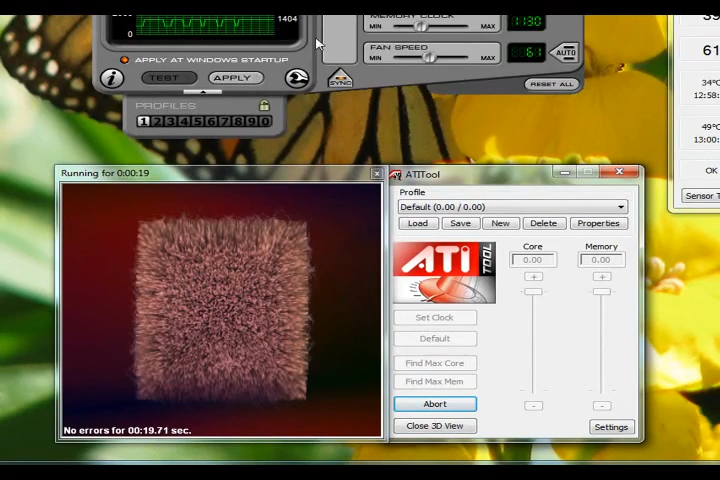 0
1404
MEMORY CLOCK
MIN MAX 1130
FAN SPEED
MIN MAX 61 AUTO
APPLY AT WINDOWS STARTUP
TEST APPLY
SYNC
RESET ALL
PROFILES
1 2 3 4 5 6 7 8 9 0
61
34°C
12:58:
49°C
13:00:
OK
Sensor T
Running for 0:00:19
No errors for 00:19.71 sec.
ATITool
Profile
Default (0.00 / 0.00)
Load Save New Delete Properties
ATI TOOL
Core Memory
0.00 0.00
+ +
Set Clock
Default
Find Max Core
Find Max Mem
Abort
- -
Close 3D View
Settings